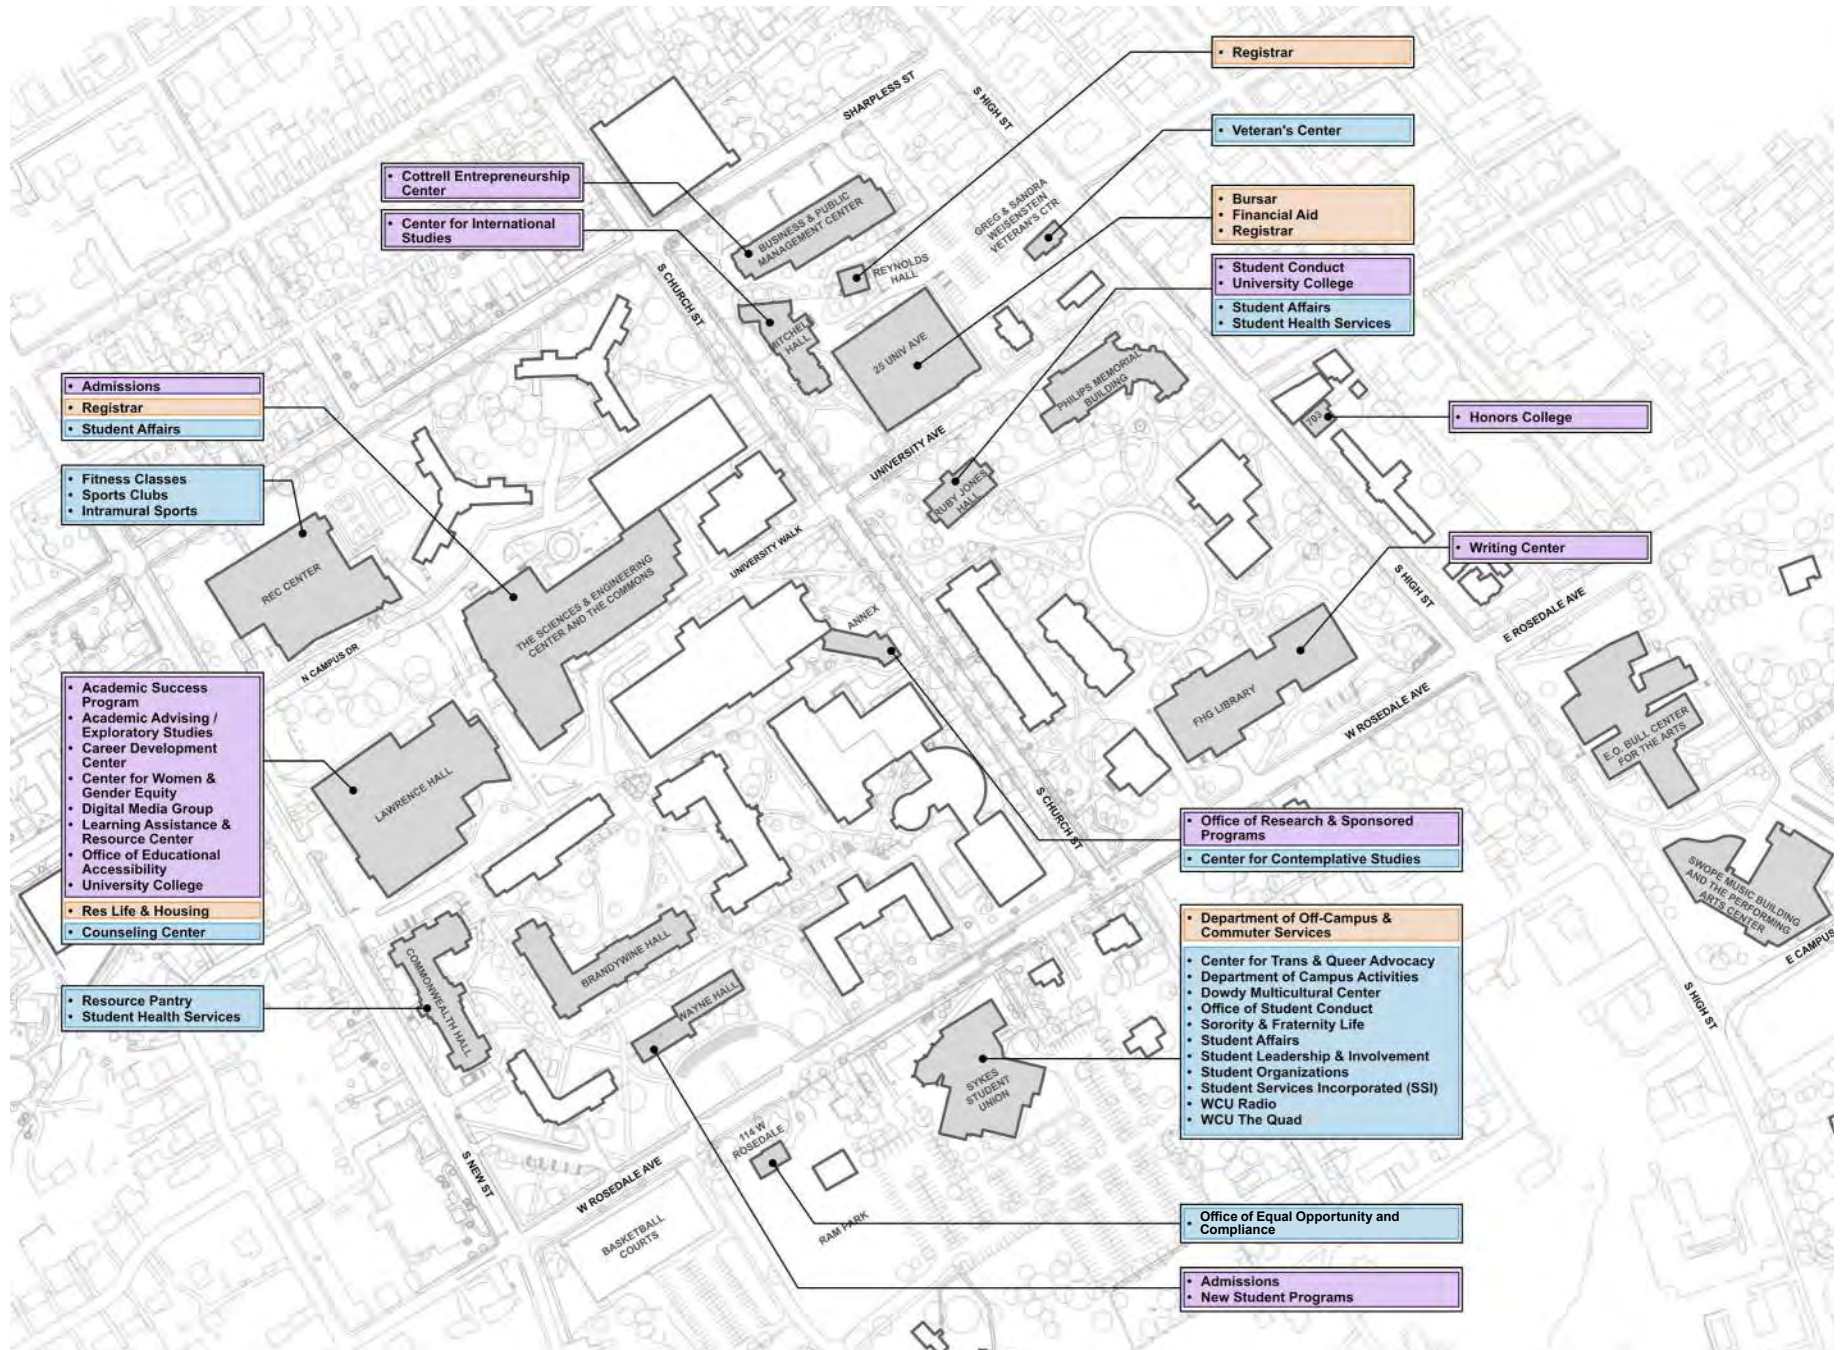 SHARPLESS ST
S HIGH ST
• Registrar
• Veteran's Center
• Cottrell Entrepreneurship
Center
• Center for International
Studies
BUSINESS & PUBLIC
MANAGEMENT CENTER
GREG & SANDRA
WEISENSTEIN
VETERAN'S CTR
• Bursar
• Financial Aid
• Registrar
• Student Conduct
• University College
• Student Affairs
• Student Health Services
S CHURCH ST
REYNOLDS
HALL
MITCHELL
HALL
25 UNIV AVE
PHILIPS MEMORIAL
BUILDING
• Admissions
• Registrar
• Student Affairs
• Fitness Classes
• Sports Clubs
• Intramural Sports
703
• Honors College
UNIVERSITY AVE
RUBY JONES
HALL
UNIVERSITY WALK
REC CENTER
THE SCIENCES & ENGINEERING
CENTER AND THE COMMONS
• Writing Center
S HIGH ST
E ROSEDALE AVE
ANNEX
N CAMPUS DR
FHG LIBRARY
W ROSEDALE AVE
E.O. BULL CENTER
FOR THE ARTS
• Academic Success
Program
• Academic Advising /
Exploratory Studies
• Career Development
Center
• Center for Women &
Gender Equity
• Digital Media Group
• Learning Assistance &
Resource Center
• Office of Educational
Accessibility
• University College
• Res Life & Housing
• Counseling Center
LAWRENCE HALL
S CHURCH ST
• Office of Research & Sponsored
Programs
• Center for Contemplative Studies
SWOPE MUSIC BUILDING
AND THE PERFORMING
ARTS CENTER
E CAMPUS
• Resource Pantry
• Student Health Services
COMMONWEALTH HALL
BRANDYWINE HALL
WAYNE HALL
• Department of Off-Campus &
Commuter Services
• Center for Trans & Queer Advocacy
• Department of Campus Activities
• Dowdy Multicultural Center
• Office of Student Conduct
• Sorority & Fraternity Life
• Student Affairs
• Student Leadership & Involvement
• Student Organizations
• Student Services Incorporated (SSI)
• WCU Radio
• WCU The Quad
S HIGH ST
SYKES
STUDENT
UNION
114 W
ROSEDALE
S NEW ST
W ROSEDALE AVE
BASKETBALL
COURTS
RAM PARK
• Office of Equal Opportunity and
Compliance
• Admissions
• New Student Programs